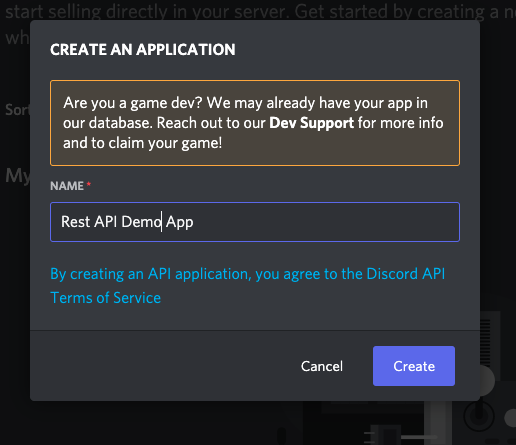 start selling directly in your server. Get started by creating a
wh
CREATE AN APPLICATION
Are you a game dev? We may already have your app in
our database. Reach out to our Dev Support for more info
and to claim your game!
Sort
NAME *
My
Rest API Demo App
By creating an API application, you agree to the Discord API
Terms of Service
Cancel
Create